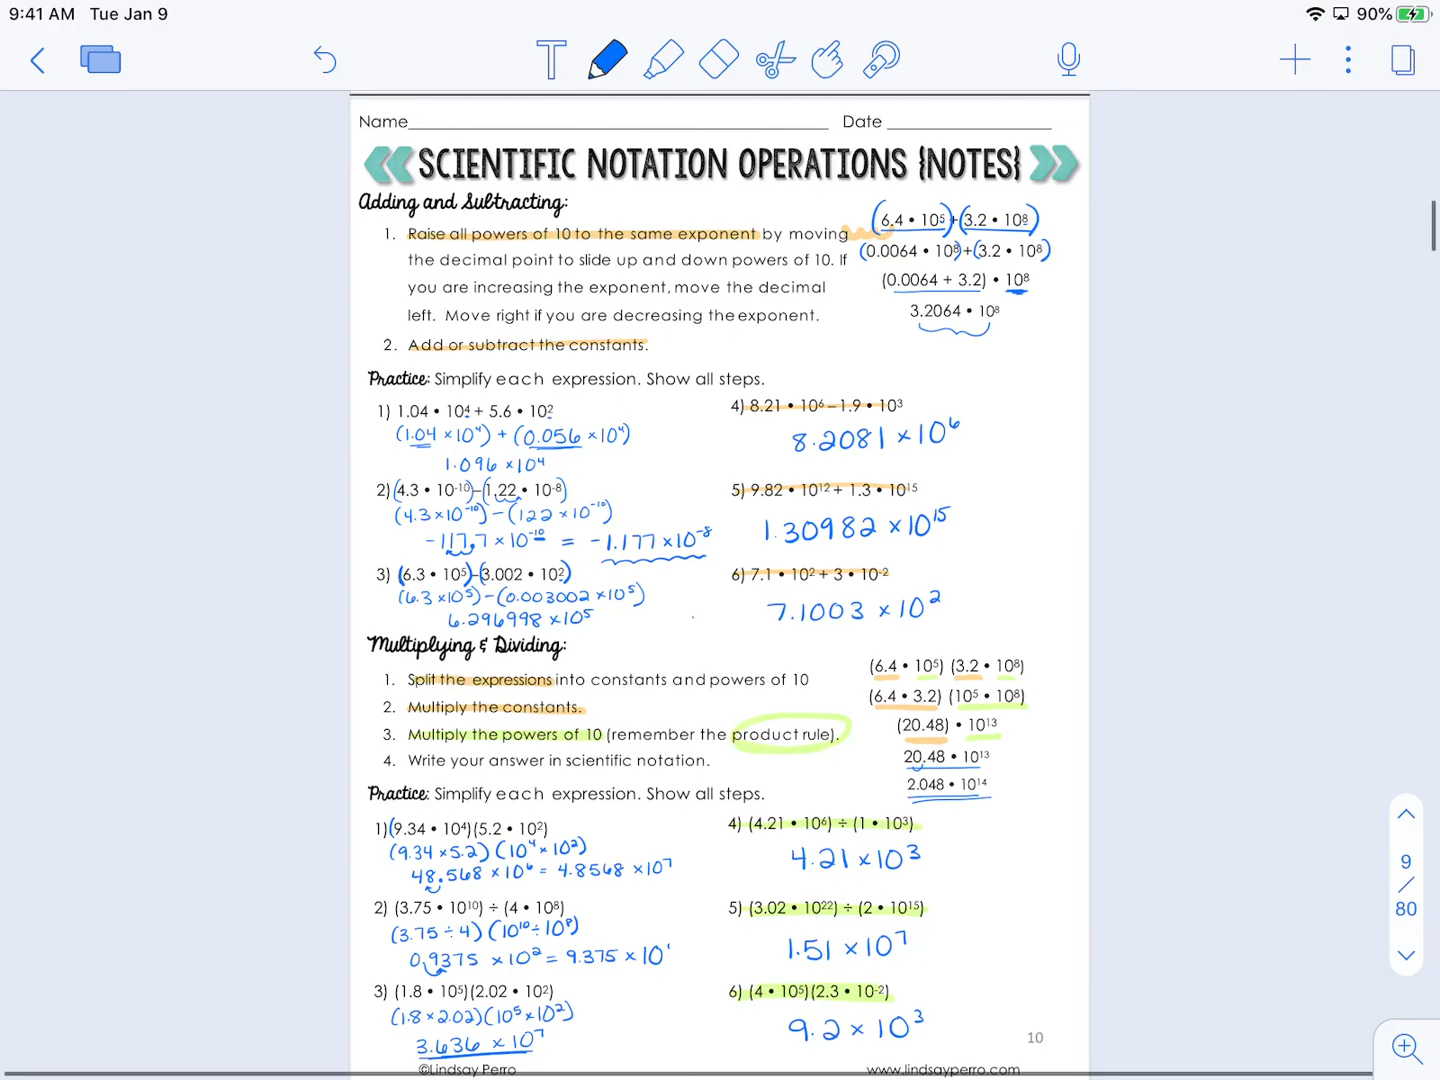 9:41 AM Tue Jan 9
90%
Name Date
SCIENTIFIC NOTATION OPERATIONS {NOTES}
Adding and Subtracting:
1. Raise all powers of 10 to the same exponent by moving
the decimal point to slide up and down powers of 10. If
you are increasing the exponent, move the decimal
left. Move right if you are decreasing the exponent.
2. Add or subtract the constants.
(6.4 • 10⁵)+(3.2 • 10⁸)
(0.0064 • 10⁸)+(3.2 • 10⁸)
(0.0064 + 3.2) • 10⁸
3.2064 • 10⁸
Practice: Simplify each expression. Show all steps.
1) 1.04 • 10⁴ + 5.6 • 10²
(1.04 ×10⁴) + (0.056 ×10⁴)
1.096 ×10⁴
2) (4.3 • 10⁻¹⁰)–(1.22 • 10⁻⁸)
(4.3×10⁻¹⁰) – (122 ×10⁻¹⁰)
-117.7 ×10⁻¹⁰ = -1.177 ×10⁻⁸
3) (6.3 • 10⁵)–(3.002 • 10²)
(6.3 ×10⁵) – (0.003002 ×10⁵)
6.296998 ×10⁵
4) 8.21 • 10⁶ – 1.9 • 10³
8.2081 ×10⁶
5) 9.82 • 10¹² + 1.3 • 10¹⁵
1.30982 ×10¹⁵
6) 7.1 • 10² + 3 • 10⁻²
7.1003 ×10²
Multiplying & Dividing:
1. Split the expressions into constants and powers of 10
2. Multiply the constants.
3. Multiply the powers of 10 (remember the product rule).
4. Write your answer in scientific notation.
(6.4 • 10⁵) (3.2 • 10⁸)
(6.4 • 3.2) (10⁵ • 10⁸)
(20.48) • 10¹³
20.48 • 10¹³
2.048 • 10¹⁴
Practice: Simplify each expression. Show all steps.
1) (9.34 • 10⁴)(5.2 • 10²)
(9.34 ×5.2) (10⁴ ×10²)
48.568 ×10⁶ = 4.8568 ×10⁷
2) (3.75 • 10¹⁰) ÷ (4 • 10⁸)
(3.75 ÷ 4) (10¹⁰ ÷ 10⁸)
0.9375 ×10² = 9.375 ×10¹
3) (1.8 • 10⁵)(2.02 • 10²)
(1.8 ×2.02)(10⁵ ×10²)
3.636 ×10⁷
4) (4.21 • 10⁶) ÷ (1 • 10³)
4.21 ×10³
5) (3.02 • 10²²) ÷ (2 • 10¹⁵)
1.51 ×10⁷
6) (4 • 10⁵)(2.3 • 10⁻²)
9.2 × 10³
10
©Lindsay Perro www.lindsayperro.com
9
/
80